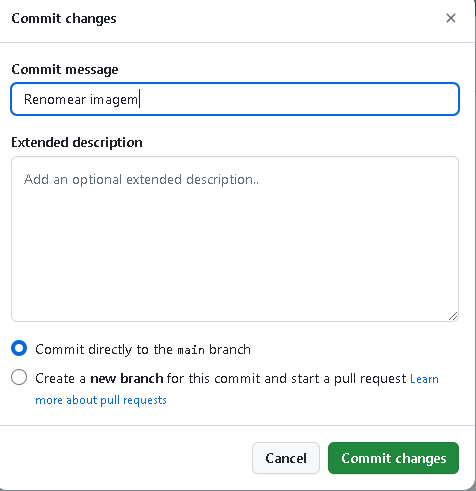 Commit changes
Commit message
Renomear imagem
Extended description
Add an optional extended description..
Commit directly to the main branch
Create a new branch for this commit and start a pull request Learn
more about pull requests
Cancel
Commit changes